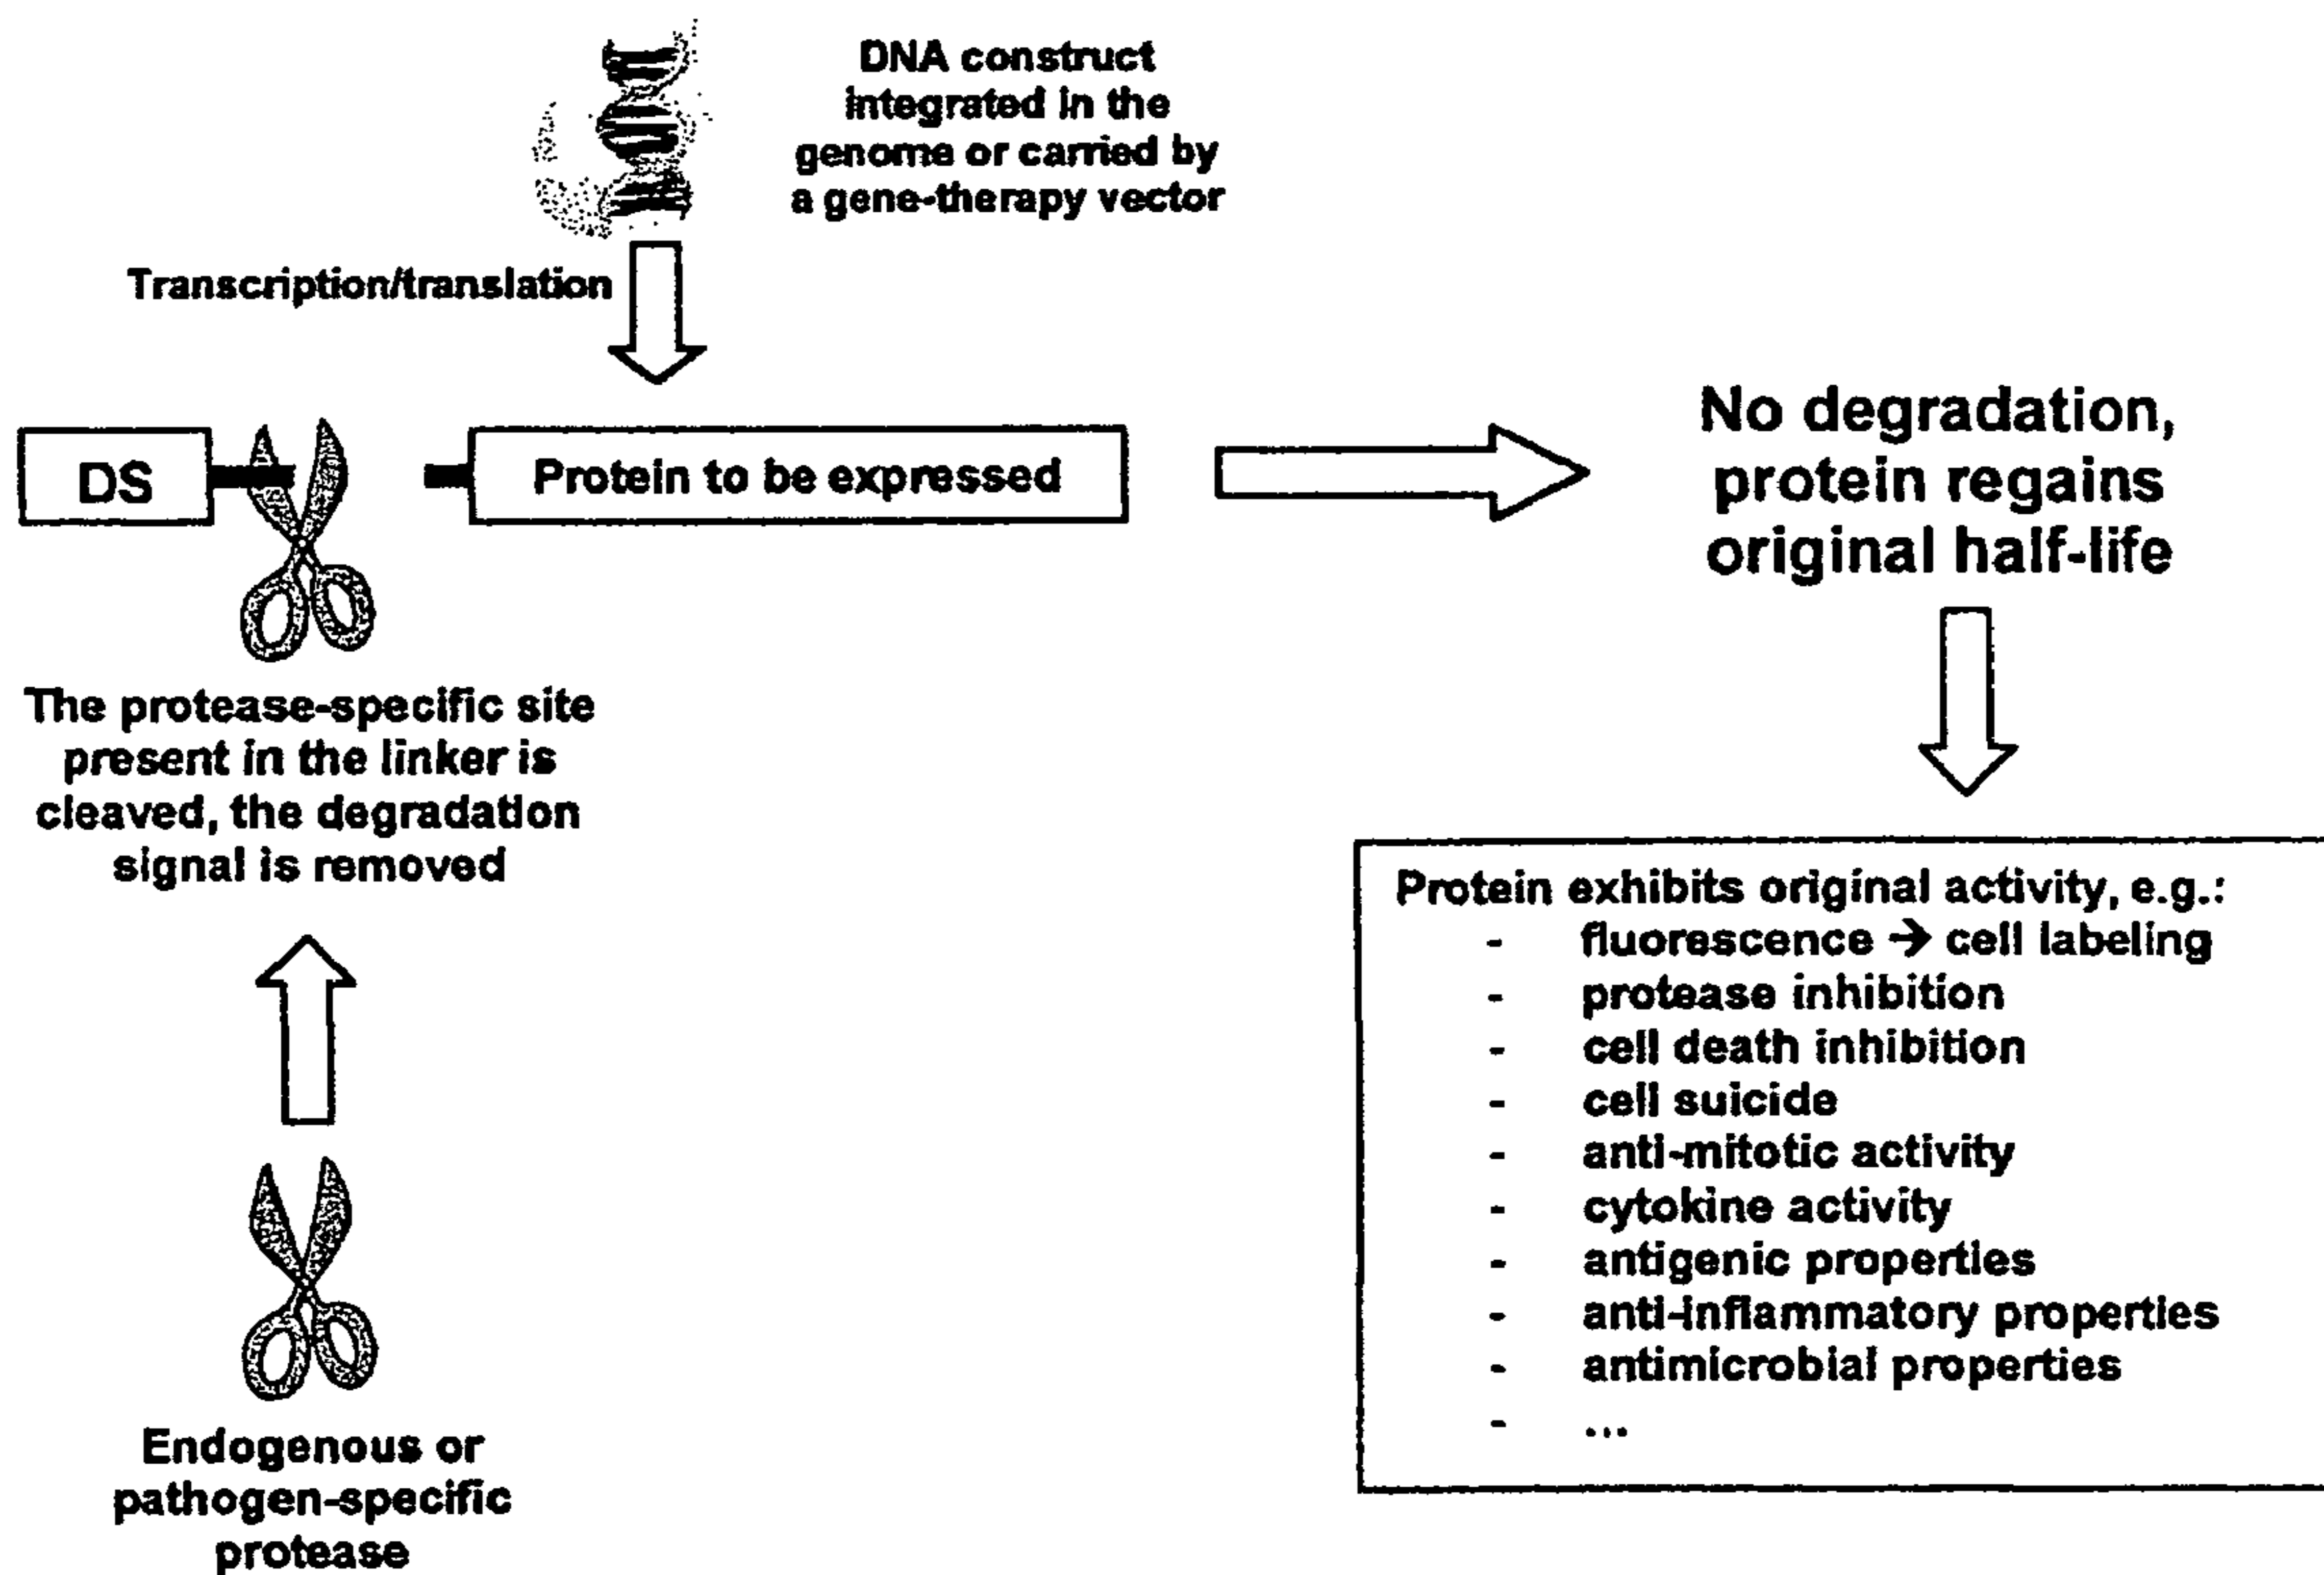 DNA construct
integrated in the
genome or carried by
a gene-therapy vector
Transcription/translation
DS
Protein to be expressed
No degradation,
protein regains
original half-life
The protease-specific site
present in the linker is
cleaved, the degradation
signal is removed
Protein exhibits original activity, e.g.:
- fluorescence → cell labeling
- protease inhibition
- cell death inhibition
- cell suicide
- anti-mitotic activity
- cytokine activity
- antigenic properties
- anti-inflammatory properties
- antimicrobial properties
- ...
Endogenous or
pathogen-specific
protease